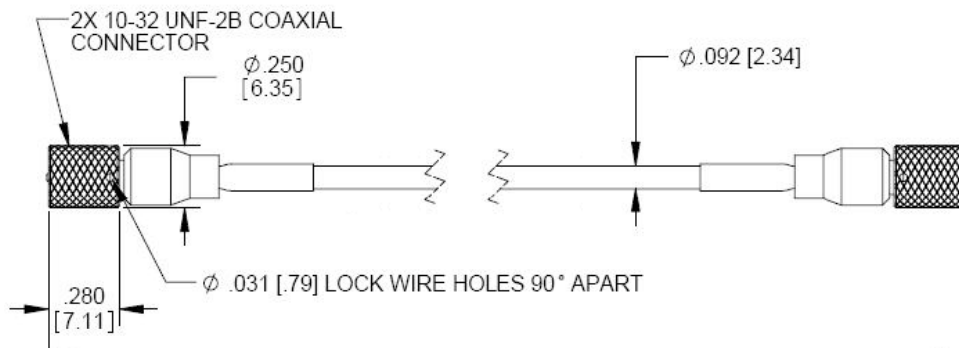 2X 10-32 UNF-2B COAXIAL
CONNECTOR
⌀.250
[6.35]
⌀.092 [2.34]
⌀ .031 [.79] LOCK WIRE HOLES 90° APART
.280
[7.11]